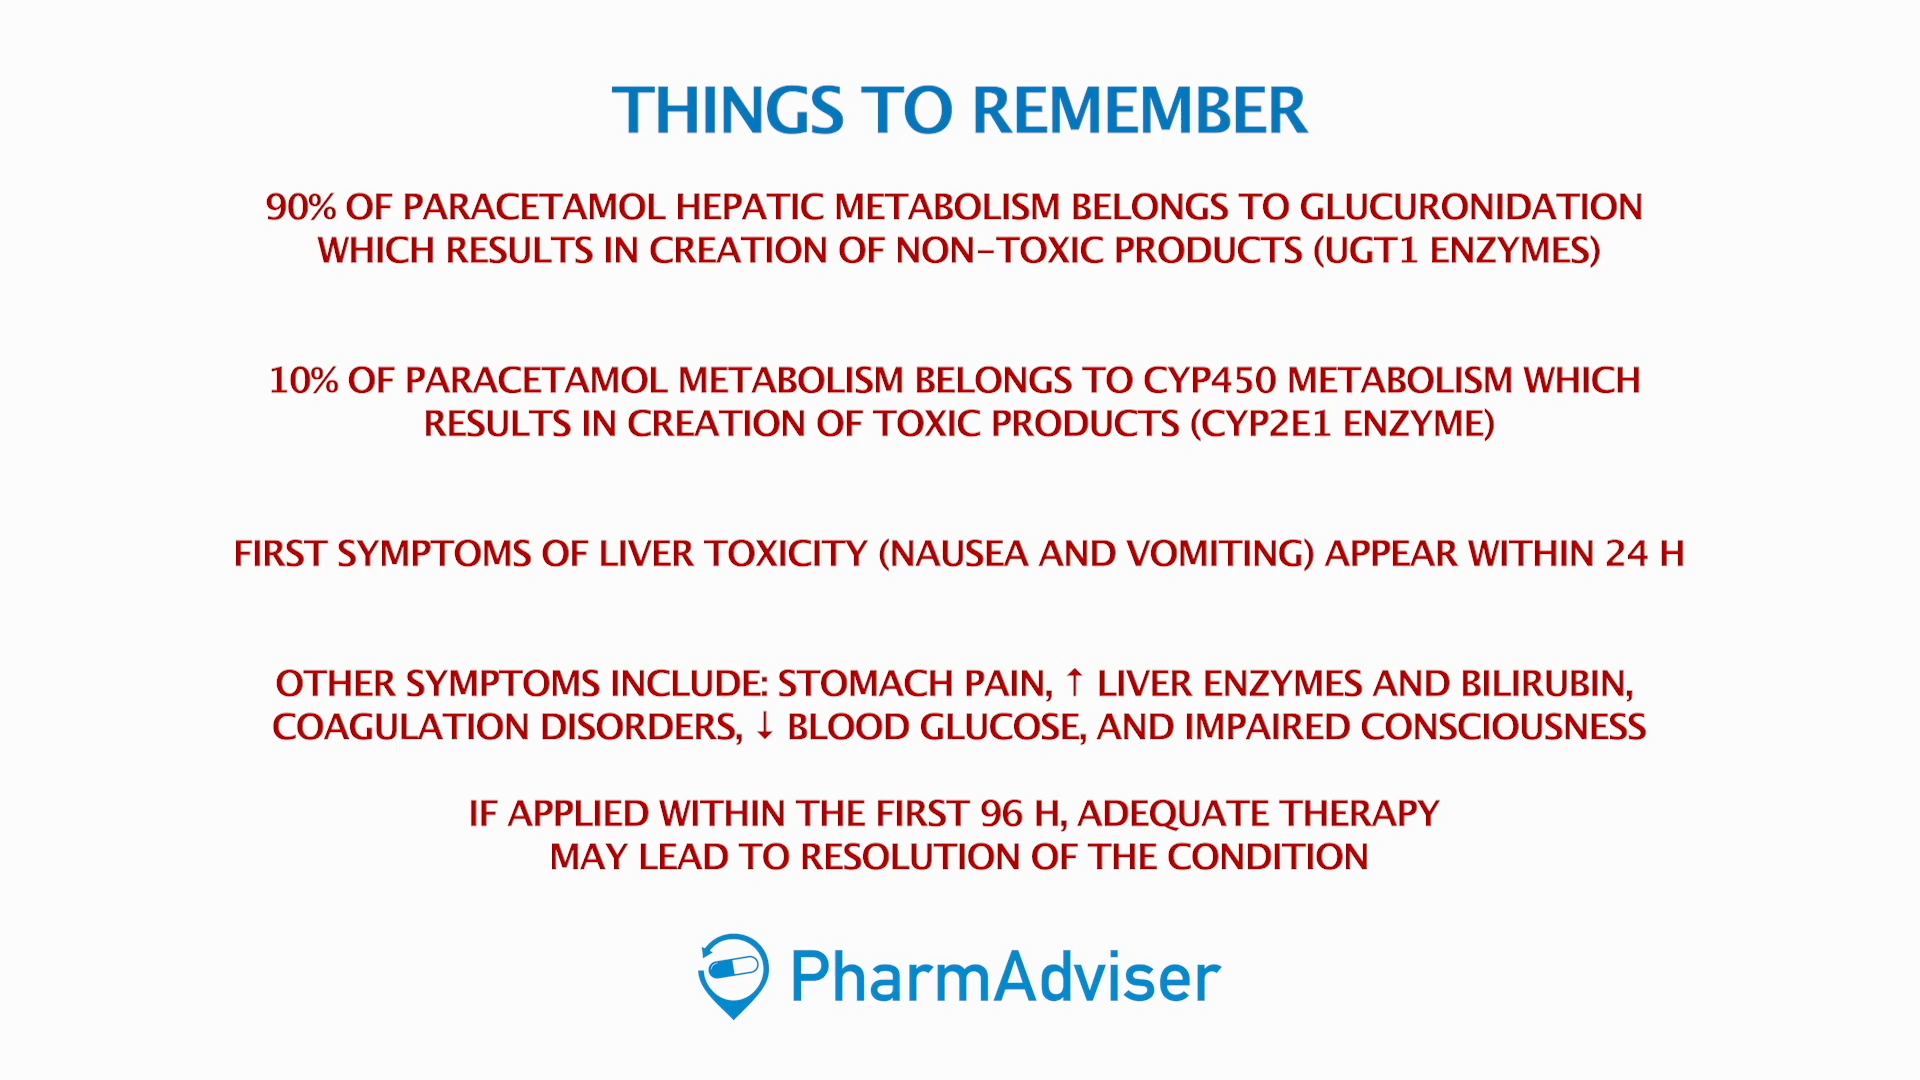 THINGS TO REMEMBER
90% OF PARACETAMOL HEPATIC METABOLISM BELONGS TO GLUCURONIDATION
WHICH RESULTS IN CREATION OF NON-TOXIC PRODUCTS (UGT1 ENZYMES)
10% OF PARACETAMOL METABOLISM BELONGS TO CYP450 METABOLISM WHICH
RESULTS IN CREATION OF TOXIC PRODUCTS (CYP2E1 ENZYME)
FIRST SYMPTOMS OF LIVER TOXICITY (NAUSEA AND VOMITING) APPEAR WITHIN 24 H
OTHER SYMPTOMS INCLUDE: STOMACH PAIN, ↑ LIVER ENZYMES AND BILIRUBIN,
COAGULATION DISORDERS, ↓ BLOOD GLUCOSE, AND IMPAIRED CONSCIOUSNESS
IF APPLIED WITHIN THE FIRST 96 H, ADEQUATE THERAPY
MAY LEAD TO RESOLUTION OF THE CONDITION
PharmAdviser